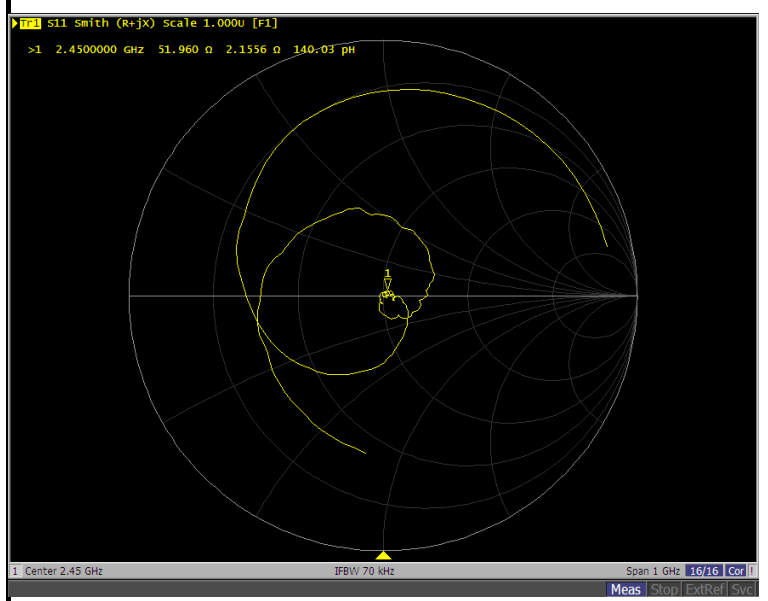 Tr1 S11 Smith (R+jX) Scale 1.000U [F1]
>1 2.4500000 GHz 51.960 Ω 2.1556 Ω 140.03 pH
1
1 Center 2.45 GHz IFBW 70 kHz Span 1 GHz 16/16 Cor !
Meas Stop ExtRef Svc